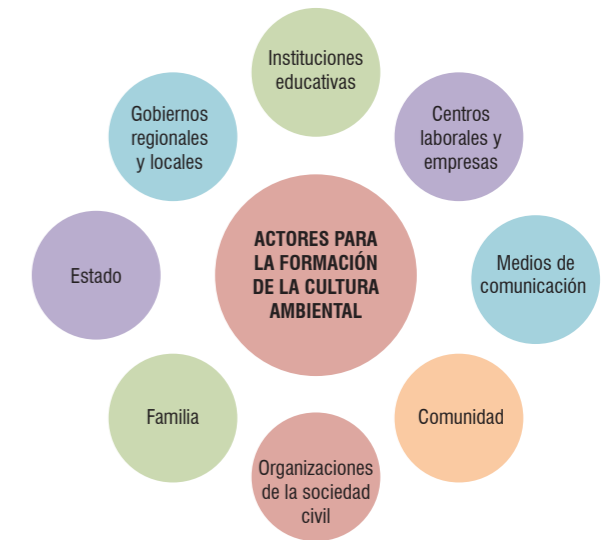 Instituciones
educativas
Centros
laborales y
empresas
Medios de
comunicación
Comunidad
Organizaciones
de la sociedad
civil
Familia
Estado
Gobiernos
regionales
y locales
ACTORES PARA
LA FORMACIÓN
DE LA CULTURA
AMBIENTAL